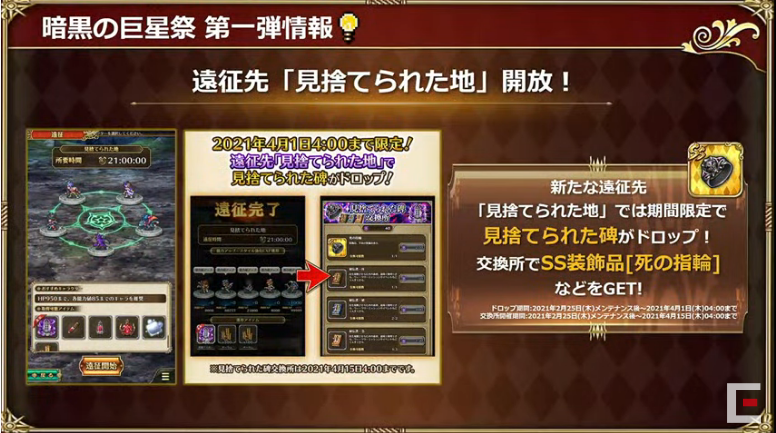 暗黒の巨星祭 第一弾情報
遠征先「見捨てられた地」開放！
遠征
見捨てられた地
所要時間
21:00:00
遠征開始
2021年4月1日4:00まで限定！
遠征先「見捨てられた地」で
見捨てられた碑がドロップ！
遠征完了
見捨てられた地
21:00:00
交換所
※見捨てられた碑交換所は2021年4月15日4:00までです。
SS
新たな遠征先
「見捨てられた地」では期間限定で
見捨てられた碑がドロップ！
交換所でSS装飾品[死の指輪]
などをGET!
ドロップ期間:2021年2月25日(木)メンテナンス後～2021年4月1日(木)04:00まで
交換所開催期間:2021年2月25日(木)メンテナンス後～2021年4月15日(木)04:00まで